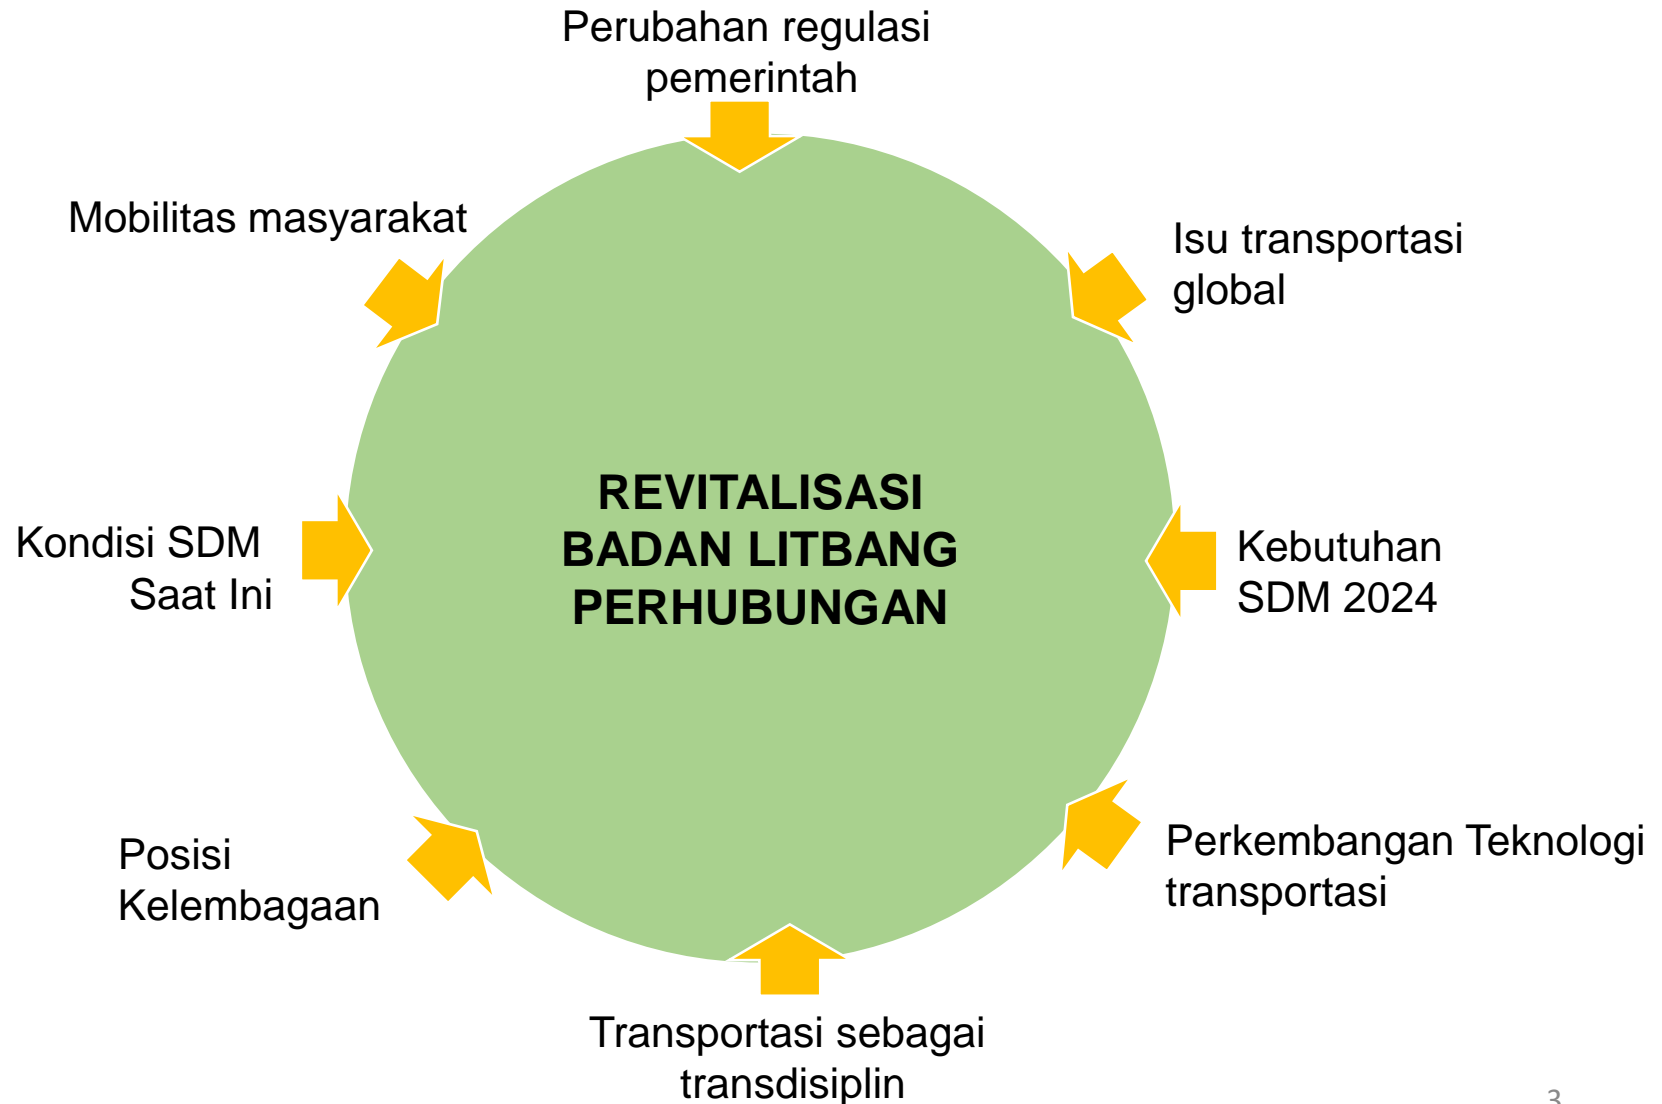 Perubahan regulasi
pemerintah
Mobilitas masyarakat
Isu transportasi
global
REVITALISASI
BADAN LITBANG
PERHUBUNGAN
Kondisi SDM
Saat Ini
Kebutuhan
SDM 2024
Posisi
Kelembagaan
Perkembangan Teknologi
transportasi
Transportasi sebagai
transdisiplin
3